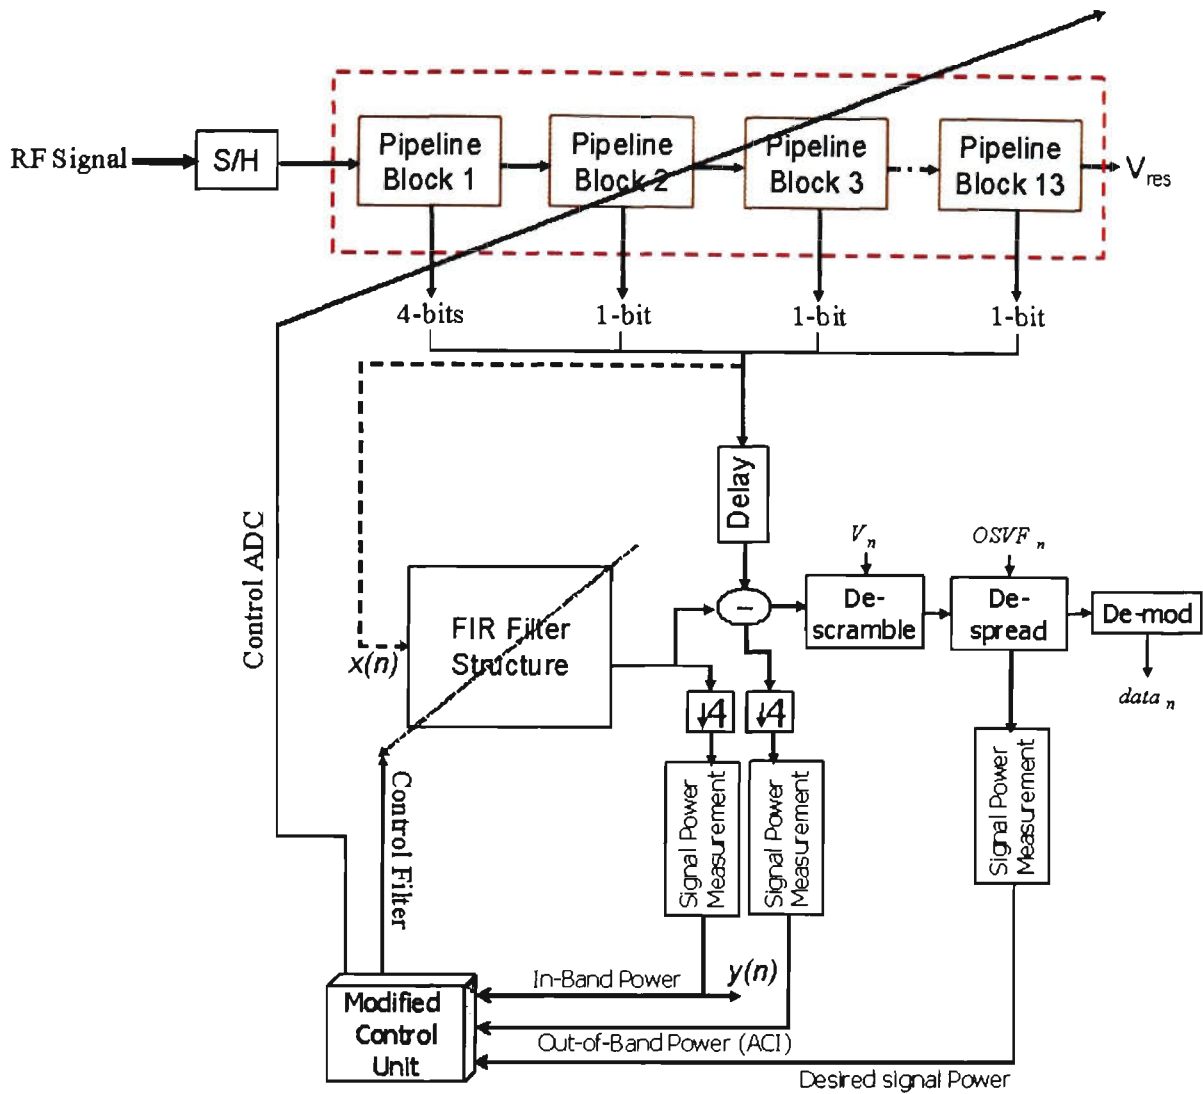 RF Signal
S/H
Pipeline
Block 1
Pipeline
Block 2
Pipeline
Block 3
Pipeline
Block 13
Vres
4-bits
1-bit
1-bit
1-bit
Control ADC
Delay
x(n)
FIR Filter
Structure
−
Vn
De-
scramble
OSVF n
De-
spread
De-mod
data n
↓4
↓4
Control Filter
Signal Power
Measurement
Signal Power
Measurement
Signal Power
Measurement
In-Band Power
y(n)
Modified
Control
Unit
Out-of-Band Power (ACI)
Desired signal Power